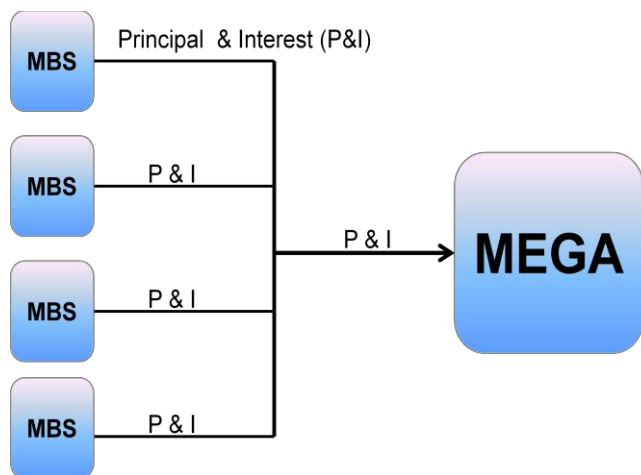 MBS
Principal & Interest (P&I)
MBS
P & I
P & I
MEGA
MBS
P & I
MBS
P & I